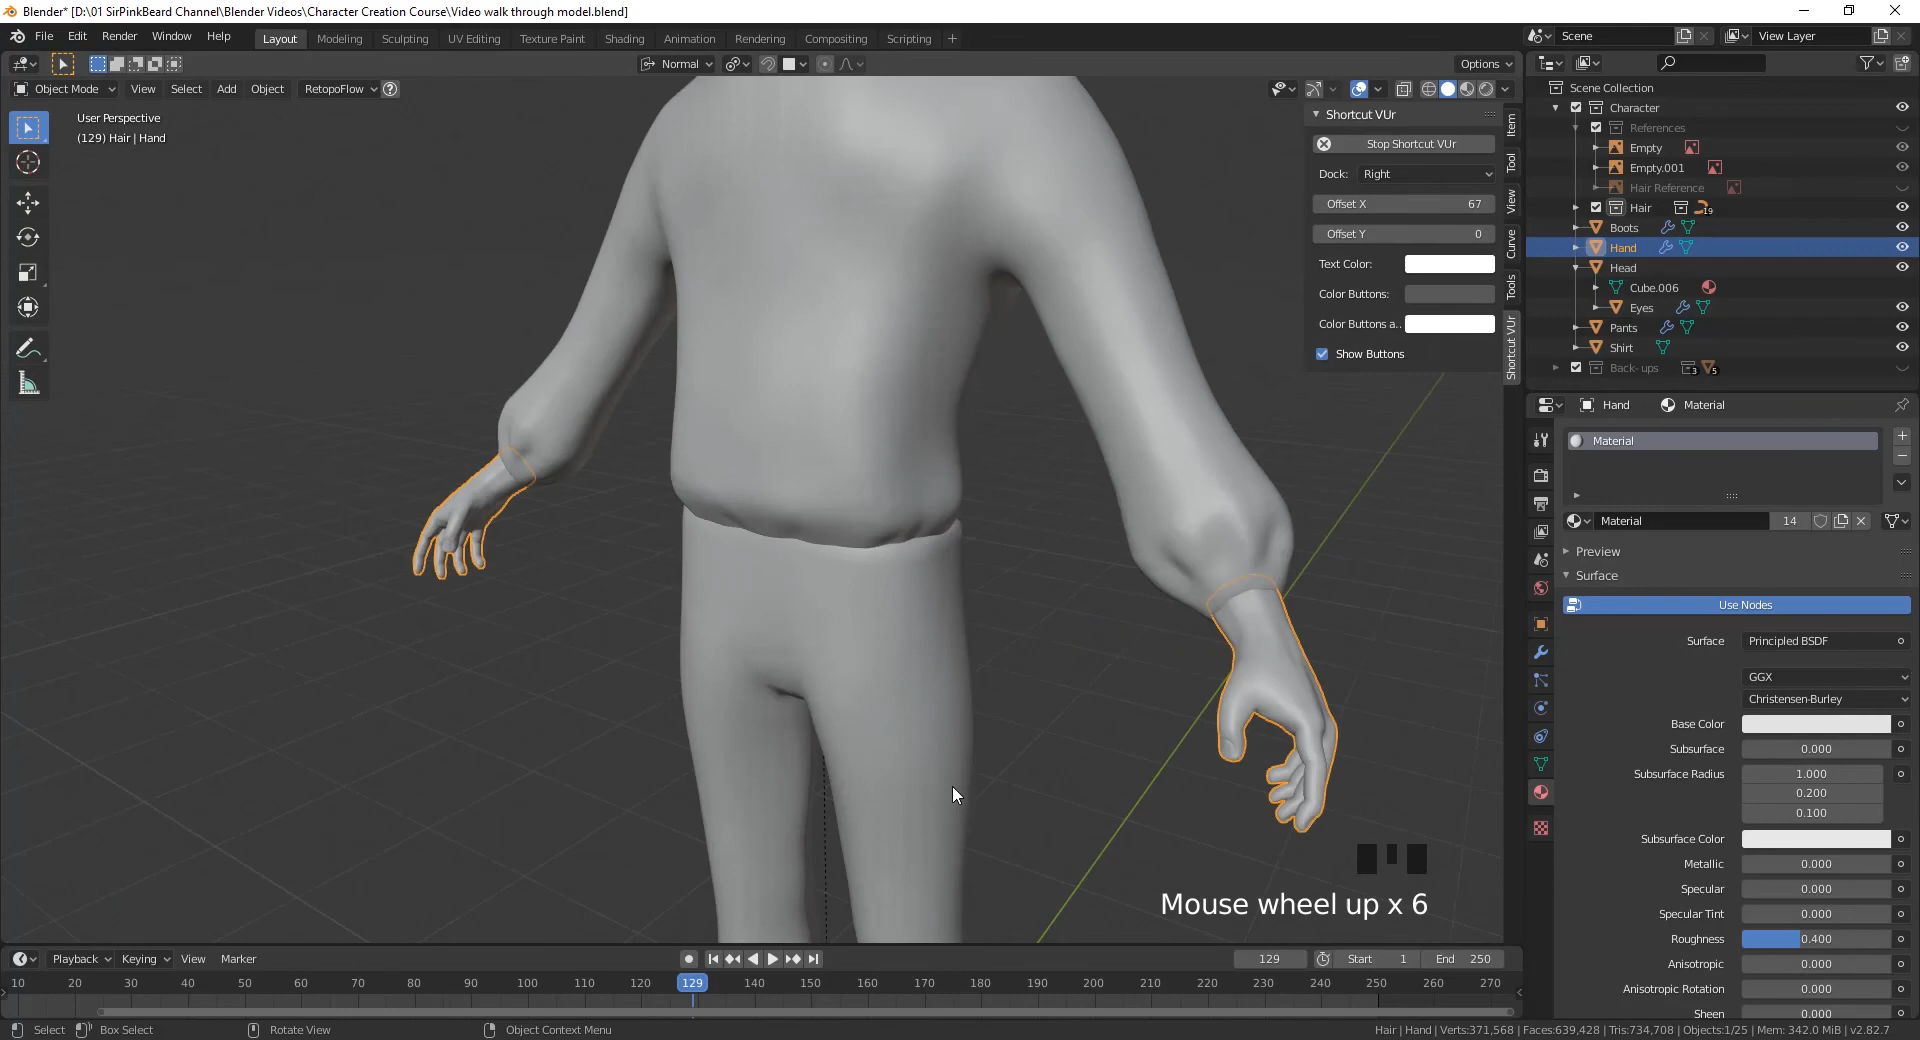 Blender* [D:\01 SirPinkBeard Channel\Blender Videos\Character Creation Course\Video walk through model.blend]
File Edit Render Window Help Layout Modeling Sculpting UV Editing Texture Paint Shading Animation Rendering Compositing Scripting + Scene View Layer
Normal Options
Object Mode View Select Add Object RetopoFlow ?
User Perspective
(129) Hair | Hand
Shortcut VUr
Stop Shortcut VUr
Dock: Right
Offset X 67
Offset Y 0
Text Color:
Color Buttons:
Color Buttons a..
Show Buttons
Item
Tool
View
Curve
Tools
Shortcut VUr
Scene Collection
Character
References
Empty
Empty.001
Hair Reference
Hair 19
Boots
Hand
Head
Cube.006
Eyes
Pants
Shirt
Back-ups 3 5
Hand Material
Material
Material 14
Preview
Surface
Use Nodes
Surface Principled BSDF
GGX
Christensen-Burley
Base Color
Subsurface 0.000
Subsurface Radius 1.000
0.200
0.100
Subsurface Color
Metallic 0.000
Specular 0.000
Specular Tint 0.000
Roughness 0.400
Anisotropic 0.000
Anisotropic Rotation 0.000
Sheen 0.000
Mouse wheel up x 6
Playback Keying View Marker 129 Start 1 End 250
10 20 30 40 50 60 70 80 90 100 110 120 129 140 150 160 170 180 190 200 210 220 230 240 250 260 270
Select Box Select Rotate View Object Context Menu Hair | Hand | Verts:371,568 | Faces:639,428 | Tris:734,708 | Objects:1/25 | Mem: 342.0 MiB | v2.82.7